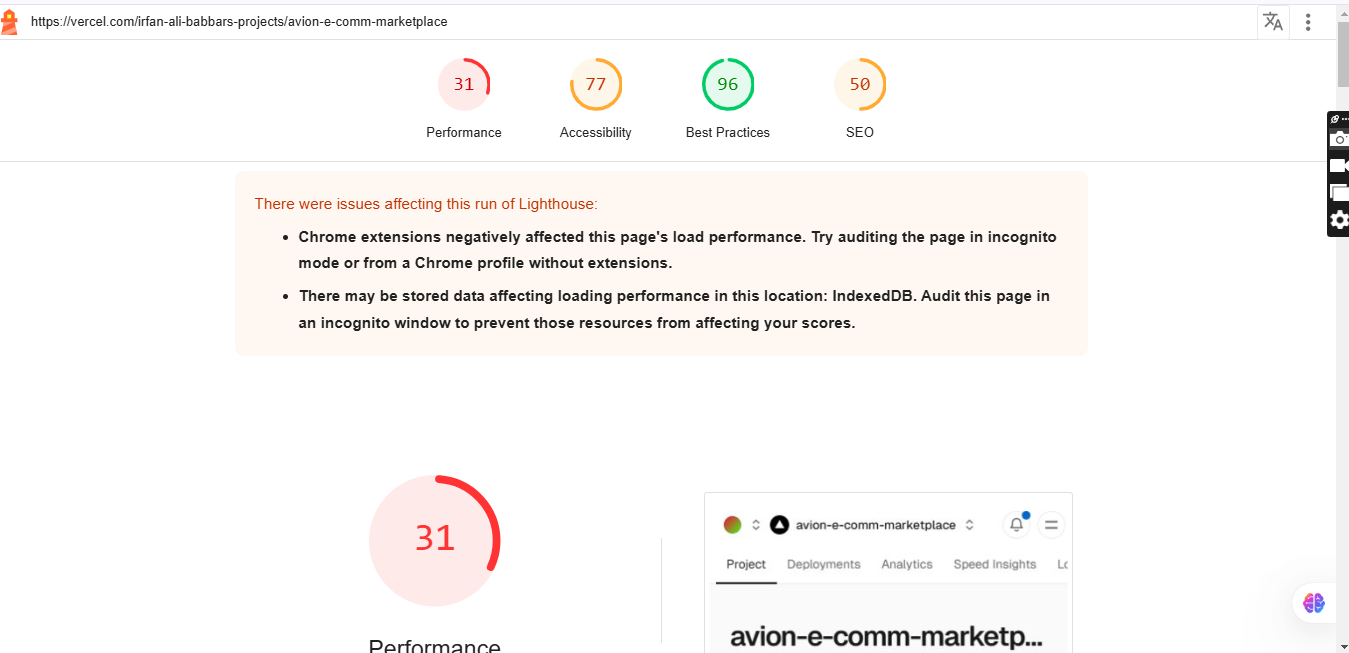 https://vercel.com/irfan-ali-babbars-projects/avion-e-comm-marketplace
31 77 96 50
Performance Accessibility Best Practices SEO
There were issues affecting this run of Lighthouse:
Chrome extensions negatively affected this page's load performance. Try auditing the page in incognito
mode or from a Chrome profile without extensions.
There may be stored data affecting loading performance in this location: IndexedDB. Audit this page in
an incognito window to prevent those resources from affecting your scores.
31
Performance
avion-e-comm-marketplace
Project Deployments Analytics Speed Insights Lo
avion-e-comm-marketp...